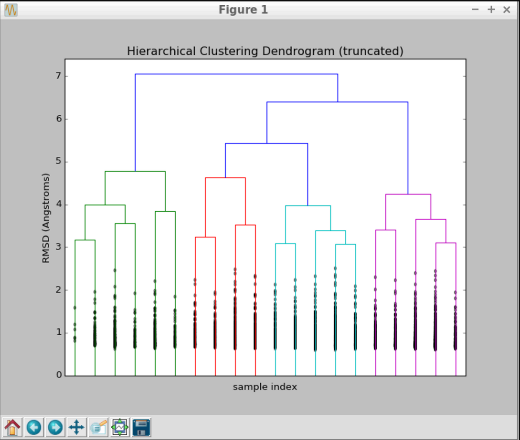 Figure 1
Hierarchical Clustering Dendrogram (truncated)
7
6
5
4
3
2
1
0
RMSD (Angstroms)
sample index